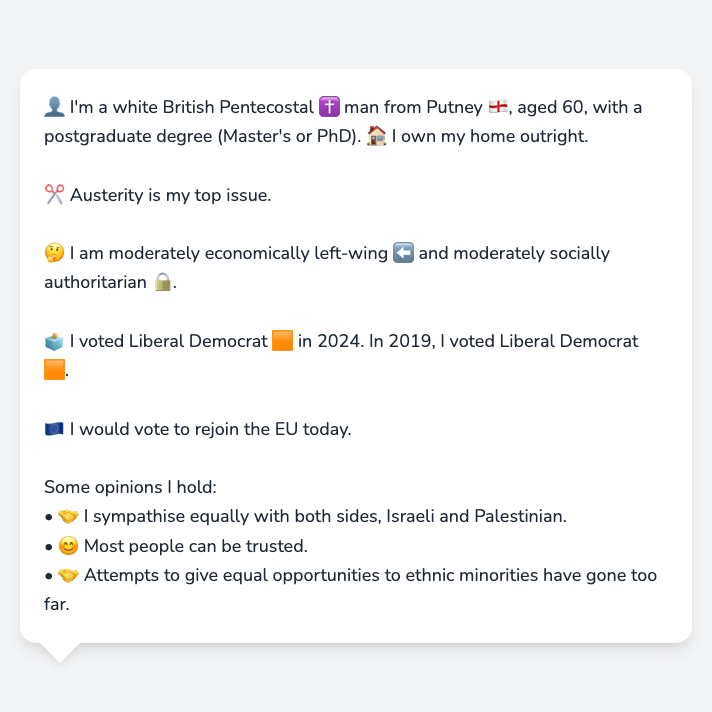 👤 I'm a white British Pentecostal ✝️ man from Putney 🏴󠁧󠁢󠁥󠁮󠁧󠁿, aged 60, with a
postgraduate degree (Master's or PhD). 🏠 I own my home outright.
✂️ Austerity is my top issue.
🤔 I am moderately economically left-wing ⬅️ and moderately socially
authoritarian 🔒.
🗳️ I voted Liberal Democrat 🟧 in 2024. In 2019, I voted Liberal Democrat
🟧.
🇪🇺 I would vote to rejoin the EU today.
Some opinions I hold:
• 🤝 I sympathise equally with both sides, Israeli and Palestinian.
• 😊 Most people can be trusted.
• 🤝 Attempts to give equal opportunities to ethnic minorities have gone too
far.